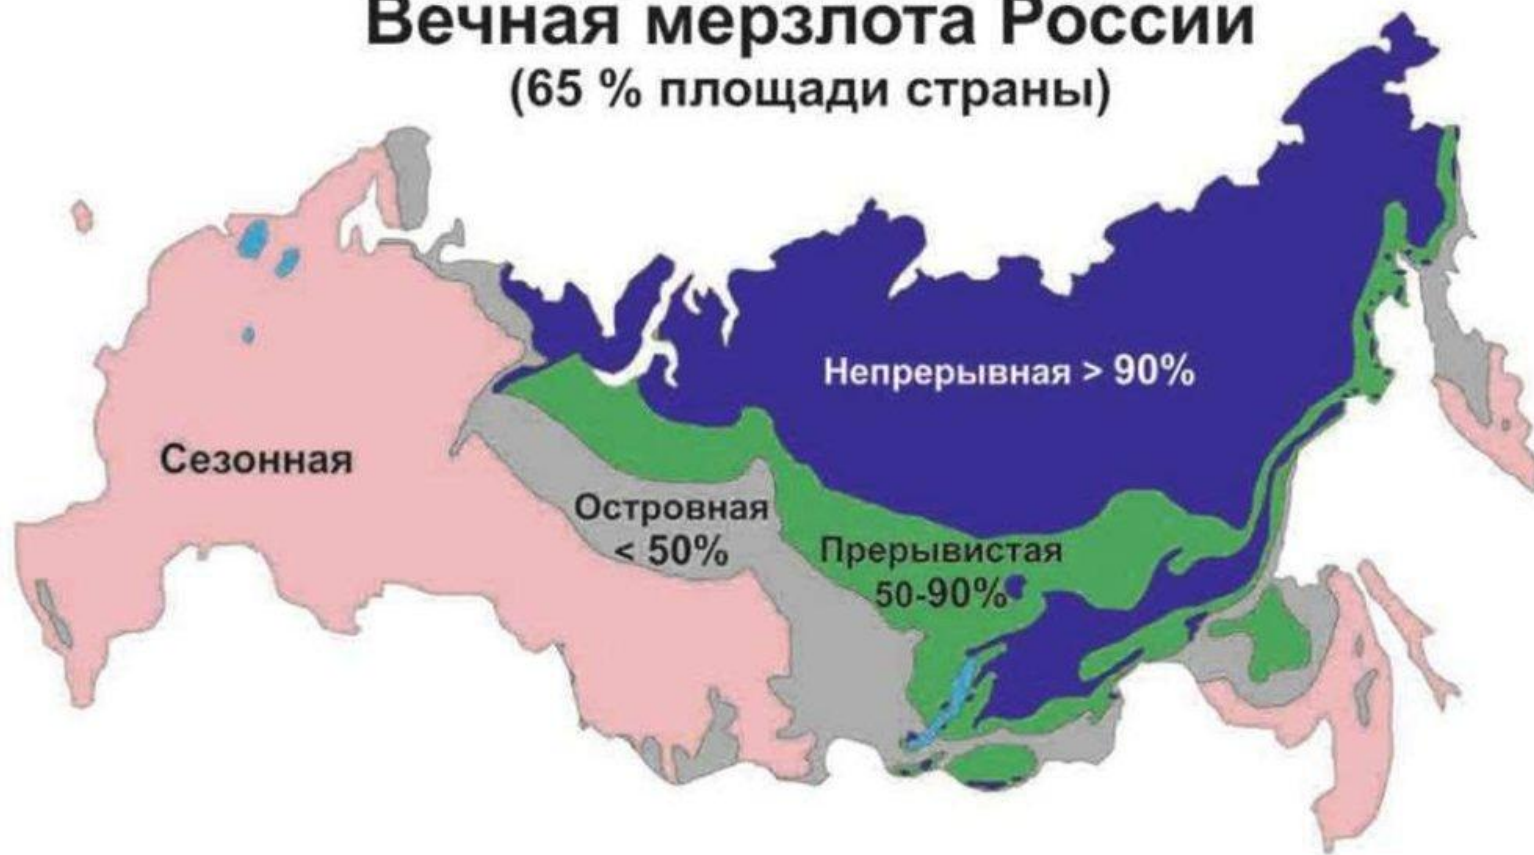 Вечная мерзлота России
(65 % площади страны)
Непрерывная > 90%
Сезонная
Островная
< 50%
Прерывистая
50-90%